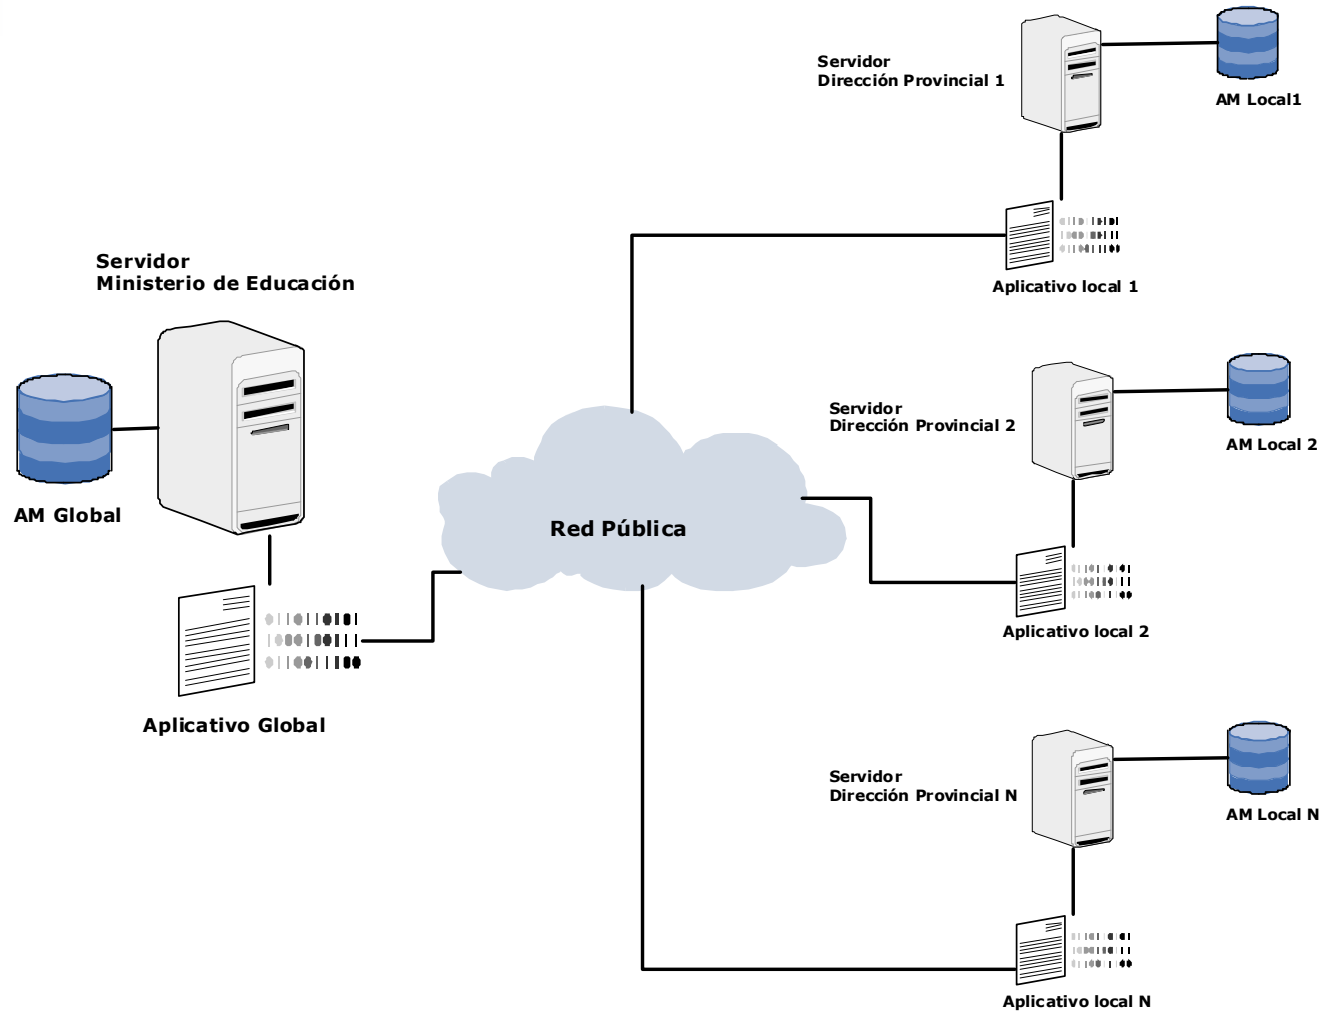 Servidor
Dirección Provincial 1
AM Local1
Aplicativo local 1
Servidor
Ministerio de Educación
AM Global
Aplicativo Global
Red Pública
Servidor
Dirección Provincial 2
AM Local 2
Aplicativo local 2
Servidor
Dirección Provincial N
AM Local N
Aplicativo local N